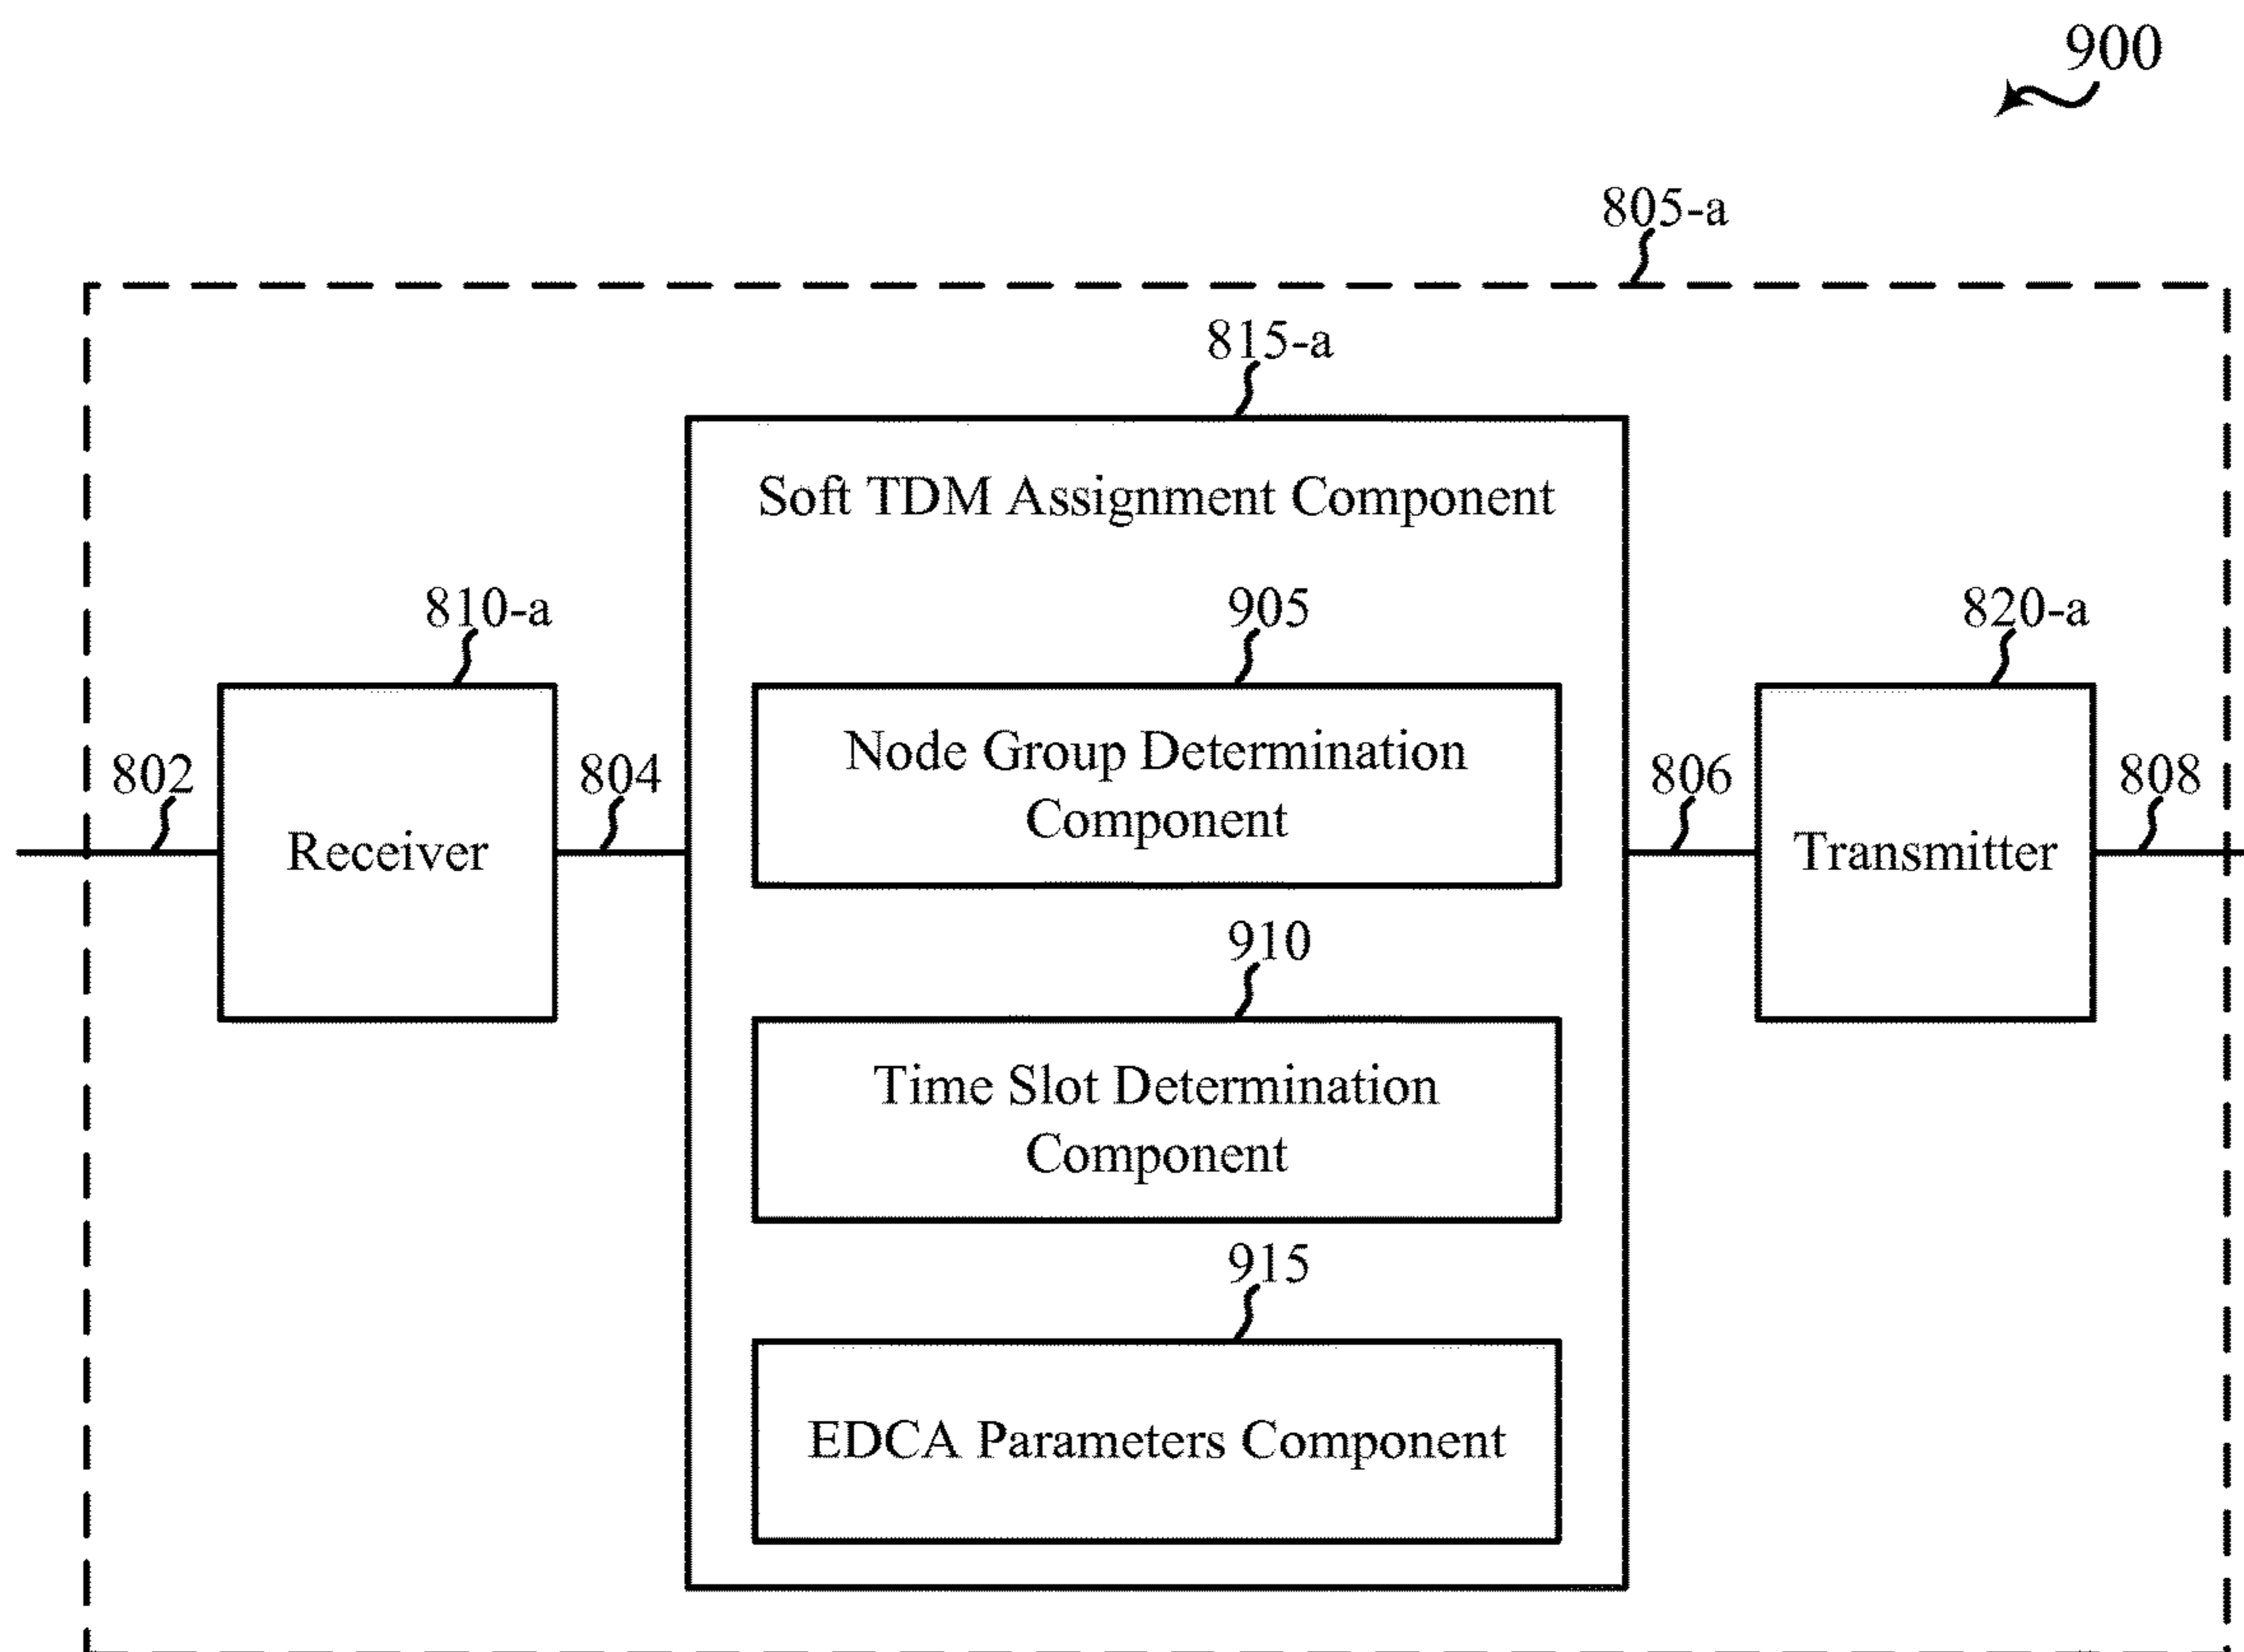 900
805-a
815-a
Soft TDM Assignment Component
810-a
905
820-a
Node Group Determination
Component
802
804
806
808
Receiver
Transmitter
910
Time Slot Determination
Component
915
EDCA Parameters Component